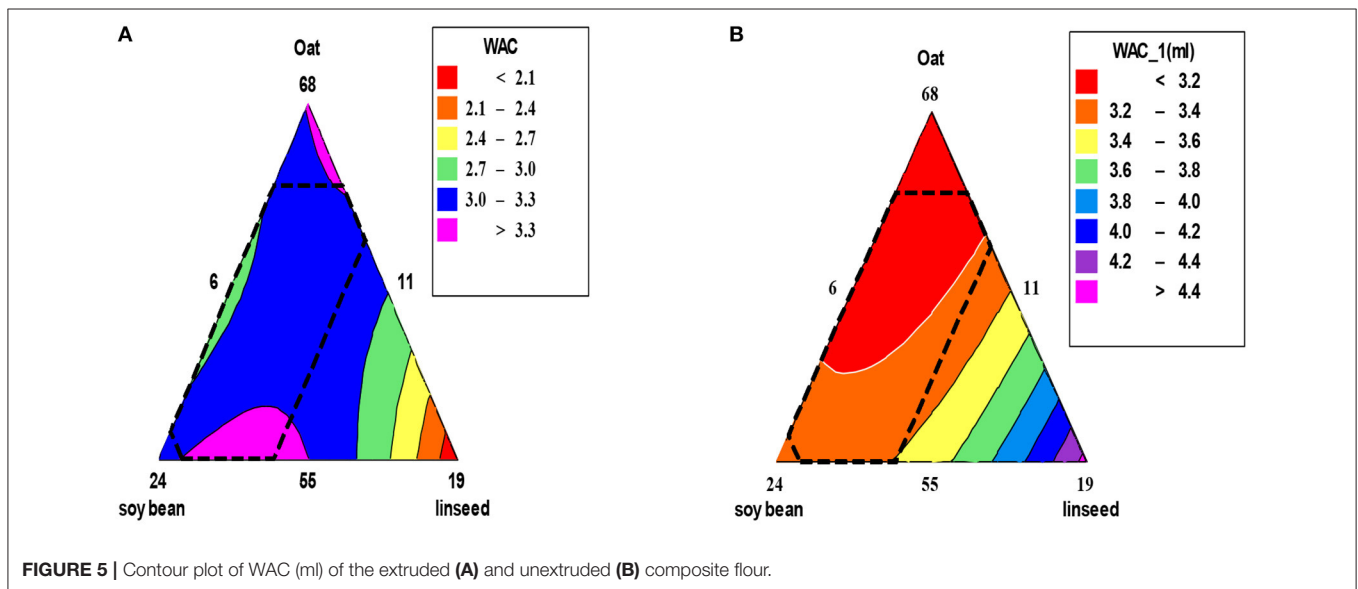 A
Oat
68
6
11
24
55
19
soy bean
linseed
WAC
< 2.1
2.1 – 2.4
2.4 – 2.7
2.7 – 3.0
3.0 – 3.3
> 3.3
B
Oat
68
6
11
24
55
19
soy bean
linseed
WAC_1(ml)
< 3.2
3.2 – 3.4
3.4 – 3.6
3.6 – 3.8
3.8 – 4.0
4.0 – 4.2
4.2 – 4.4
> 4.4
FIGURE 5 | Contour plot of WAC (ml) of the extruded (A) and unextruded (B) composite flour.